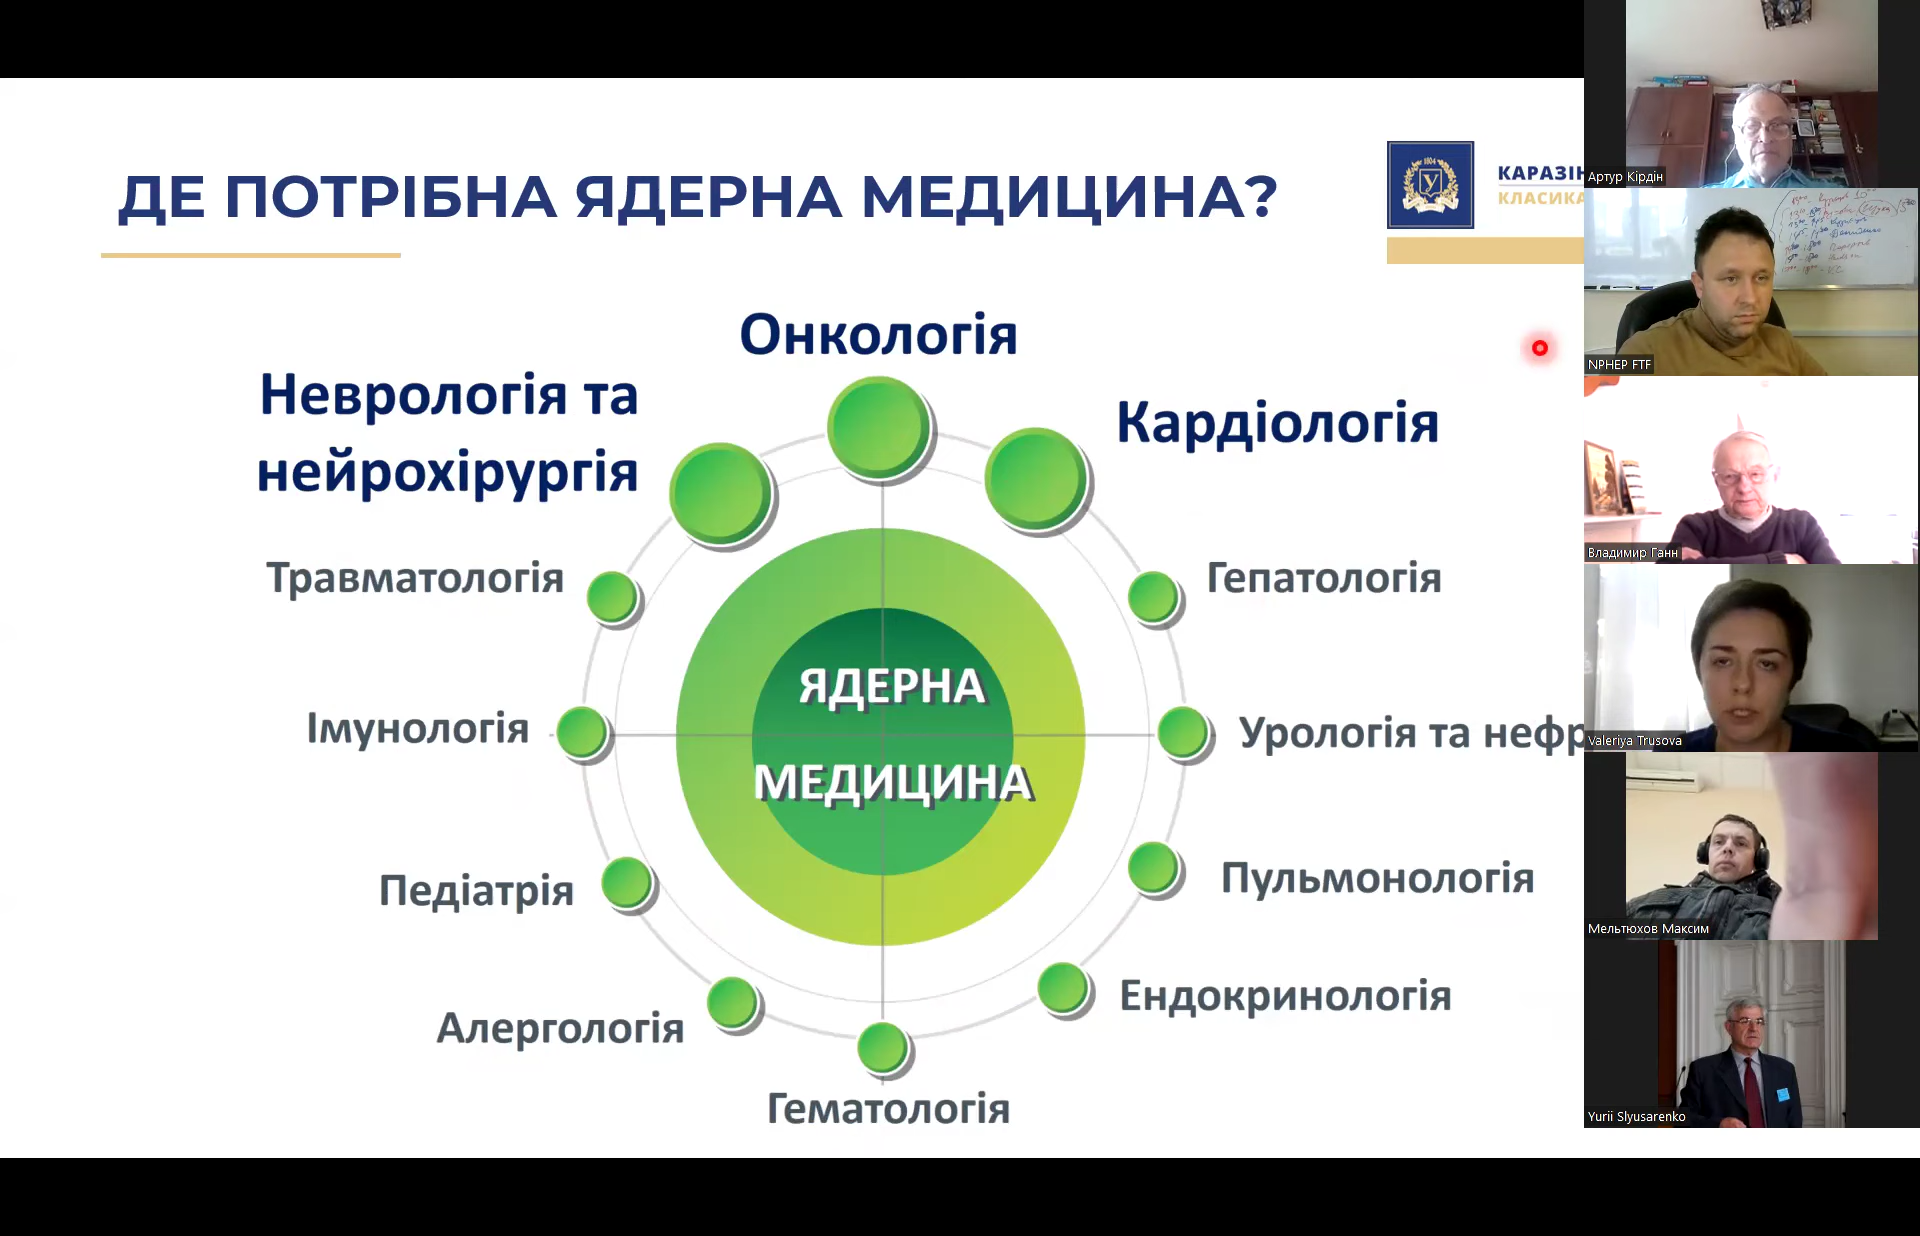 ДЕ ПОТРІБНА ЯДЕРНА МЕДИЦИНА?
1804
У
КАРАЗІН
КЛАСИКА
Онкологія
Неврологія та
нейрохірургія
Кардіологія
Травматологія
Гепатологія
Імунологія
ЯДЕРНА
МЕДИЦИНА
Урологія та нефр
Педіатрія
Пульмонологія
Алергологія
Ендокринологія
Гематологія
Артур Кірдін
NPHEP FTF
Владимир Ганн
Valeriya Trusova
Мельтюхов Максим
Yurii Slyusarenko